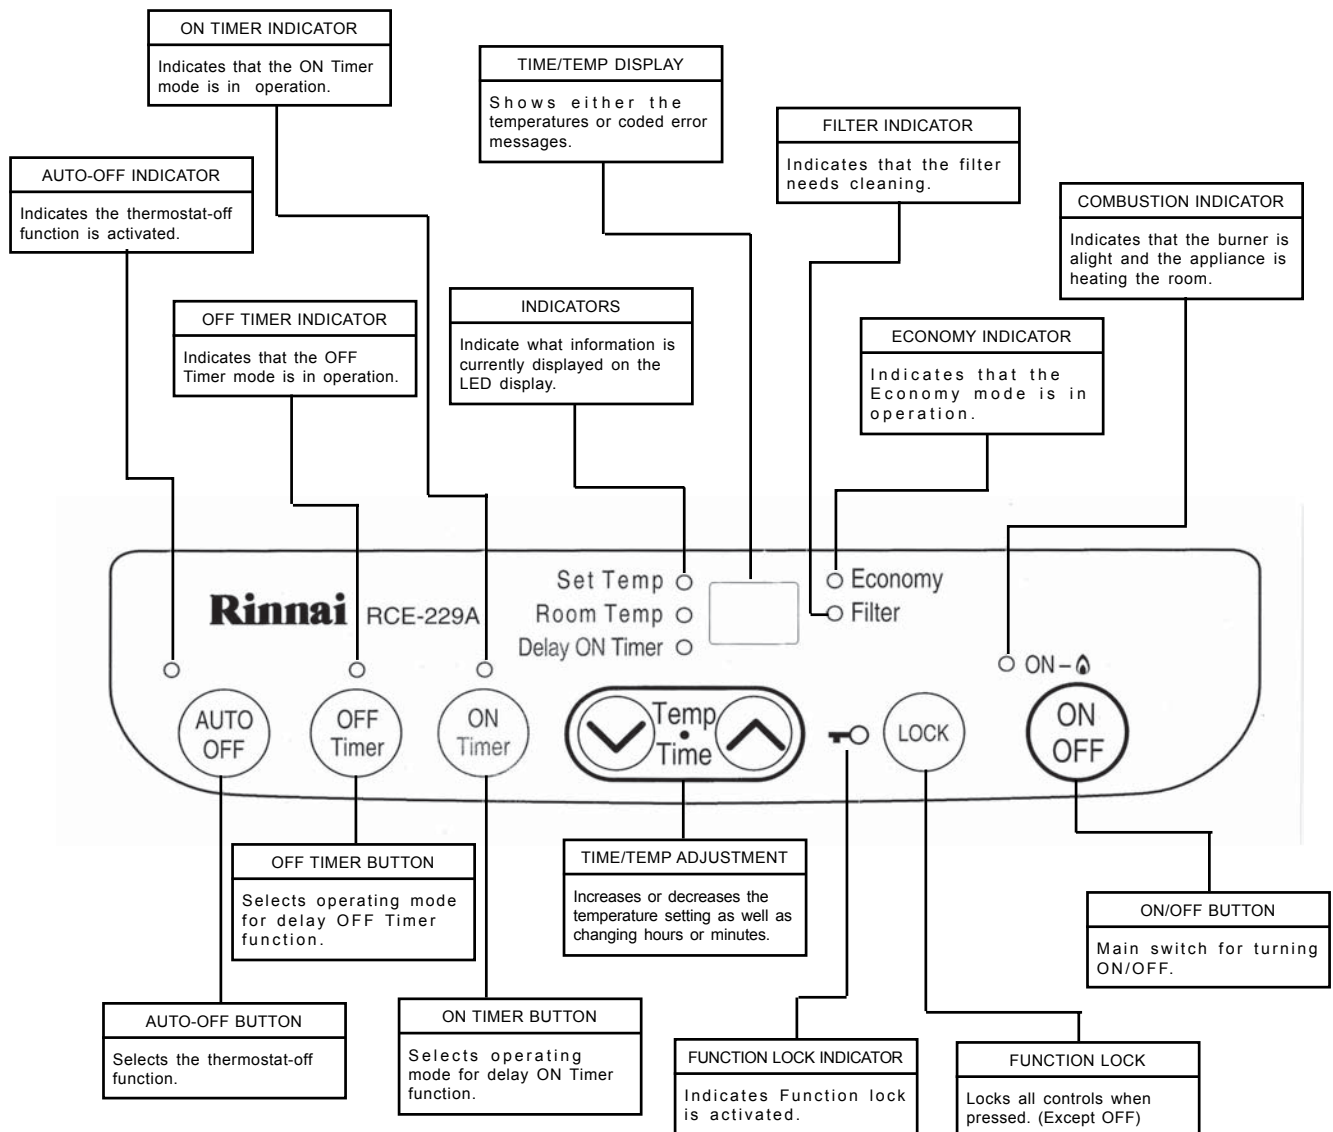 ON TIMER INDICATOR
Indicates that the ON Timer
mode is in operation.
TIME/TEMP DISPLAY
Shows either the
temperatures or coded error
messages.
FILTER INDICATOR
Indicates that the filter
needs cleaning.
AUTO-OFF INDICATOR
Indicates the thermostat-off
function is activated.
COMBUSTION INDICATOR
Indicates that the burner is
alight and the appliance is
heating the room.
OFF TIMER INDICATOR
Indicates that the OFF
Timer mode is in operation.
INDICATORS
Indicate what information is
currently displayed on the
LED display.
ECONOMY INDICATOR
Indicates that the
Economy mode is in
operation.
Rinnai RCE-229A
Set Temp
Room Temp
Delay ON Timer
Economy
Filter
ON –
AUTO
OFF
OFF
Timer
ON
Timer
Temp
•
Time
LOCK
ON
OFF
OFF TIMER BUTTON
Selects operating mode
for delay OFF Timer
function.
TIME/TEMP ADJUSTMENT
Increases or decreases the
temperature setting as well as
changing hours or minutes.
ON/OFF BUTTON
Main switch for turning
ON/OFF.
AUTO-OFF BUTTON
Selects the thermostat-off
function.
ON TIMER BUTTON
Selects operating
mode for delay ON Timer
function.
FUNCTION LOCK INDICATOR
Indicates Function lock
is activated.
FUNCTION LOCK
Locks all controls when
pressed. (Except OFF)